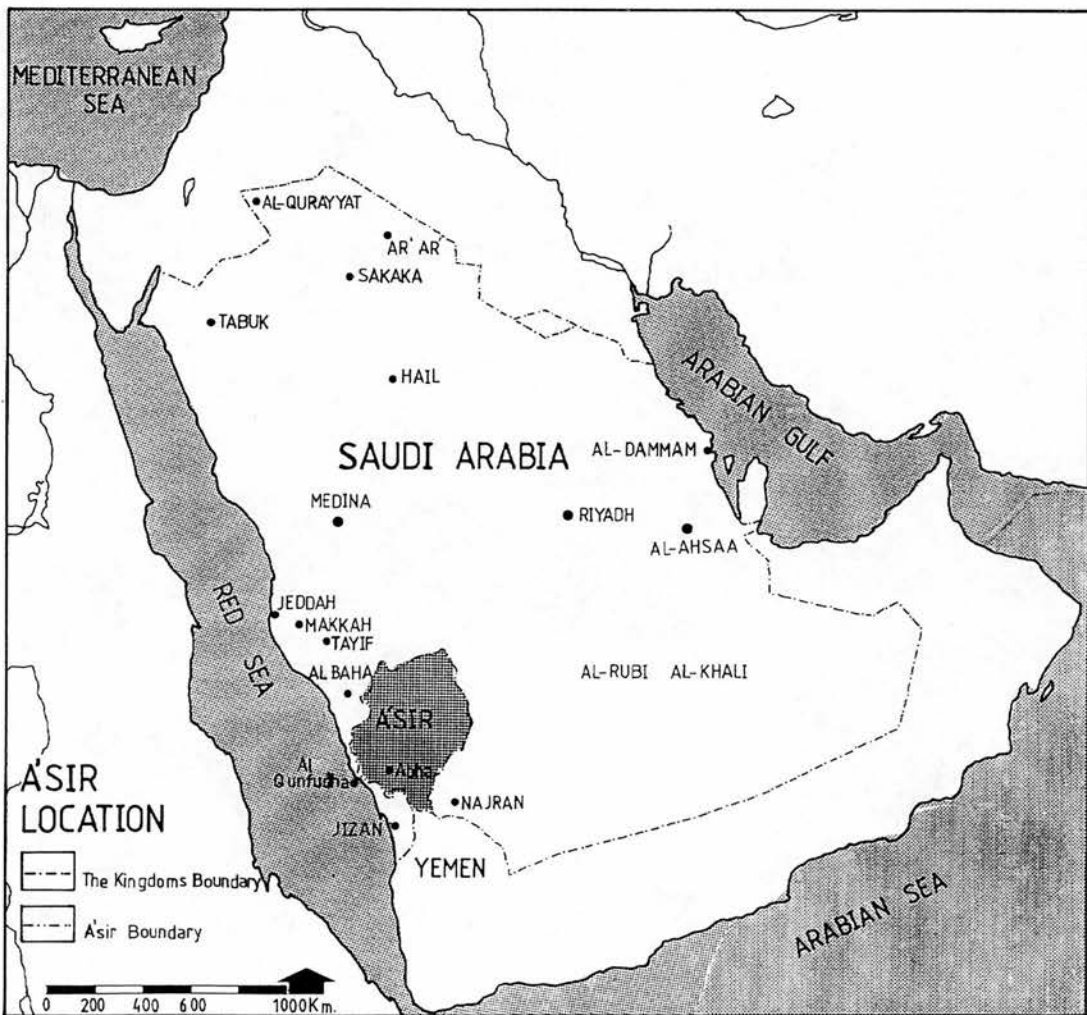 MEDITERRANEAN
SEA
AL-QURAYYAT
AR'AR
SAKAKA
TABUK
HAIL
ARABIAN GULF
SAUDI ARABIA
AL-DAMMAM
MEDINA
RIYADH
AL-AHSAA
RED SEA
JEDDAH
MAKKAH
TAYIF
AL BAHA
AL-RUBI AL-KHALI
A'SIR
Al
Qunfudha
Abha
NAJRAN
JIZAN
YEMEN
ARABIAN SEA
A'SIR
LOCATION
The Kingdoms Boundary
A'sir Boundary
0 200 400 600 1000Km.